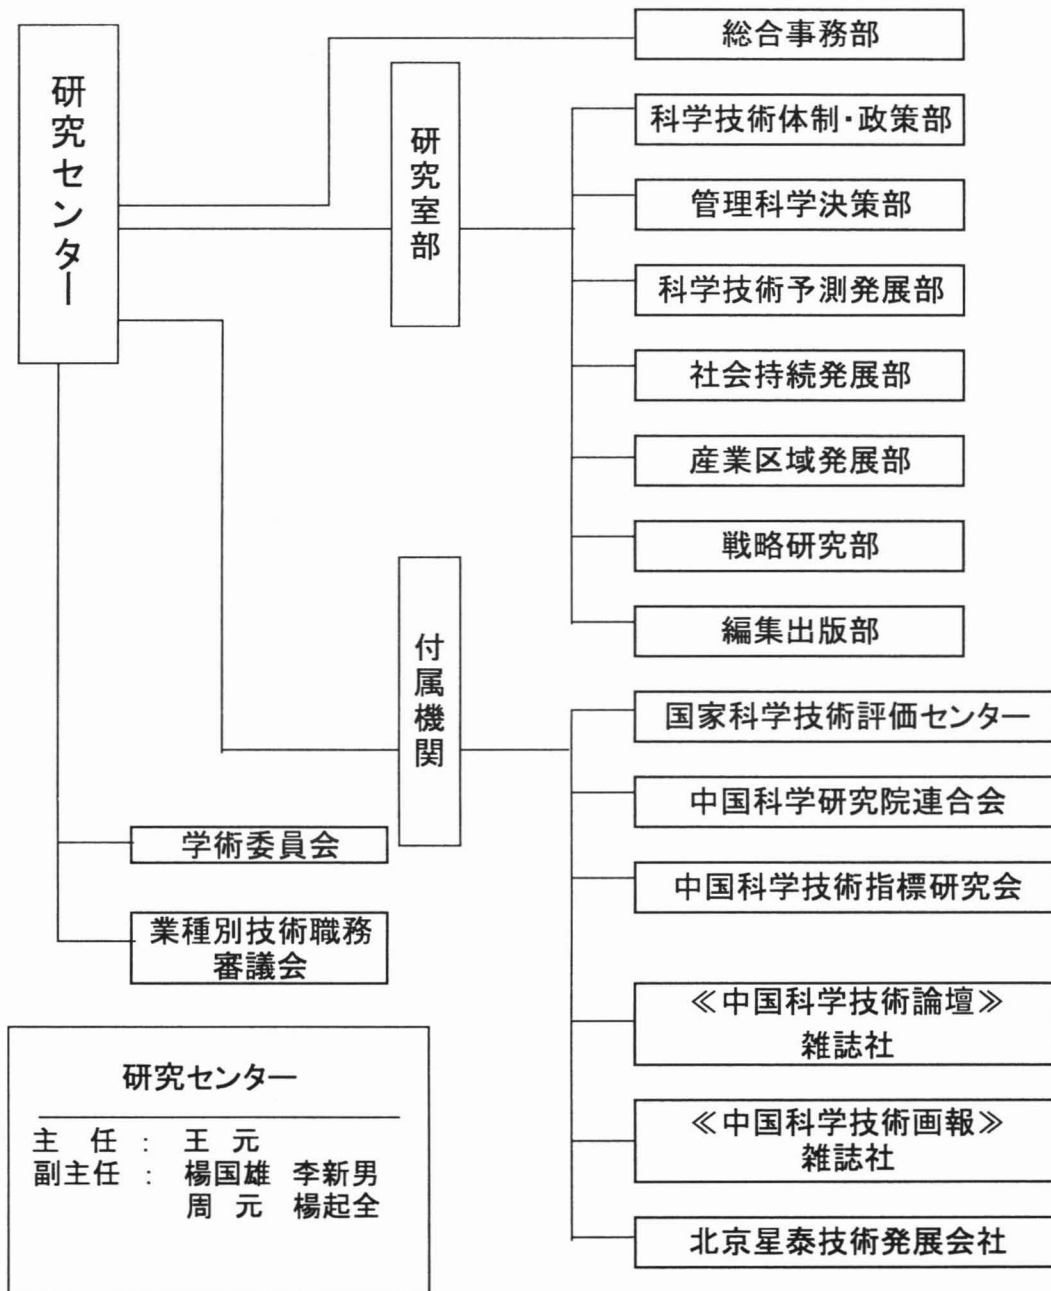 研究センター
総合事務部
研究室部
科学技術体制・政策部
管理科学決策部
科学技術予測発展部
社会持続発展部
産業区域発展部
戦略研究部
編集出版部
付属機関
国家科学技術評価センター
中国科学研究院連合会
中国科学技術指標研究会
≪中国科学技術論壇≫
雑誌社
≪中国科学技術画報≫
雑誌社
北京星泰技術発展会社
学術委員会
業種別技術職務
審議会
研究センター
主 任 : 王 元
副主任 : 楊国雄 李新男
周 元 楊起全